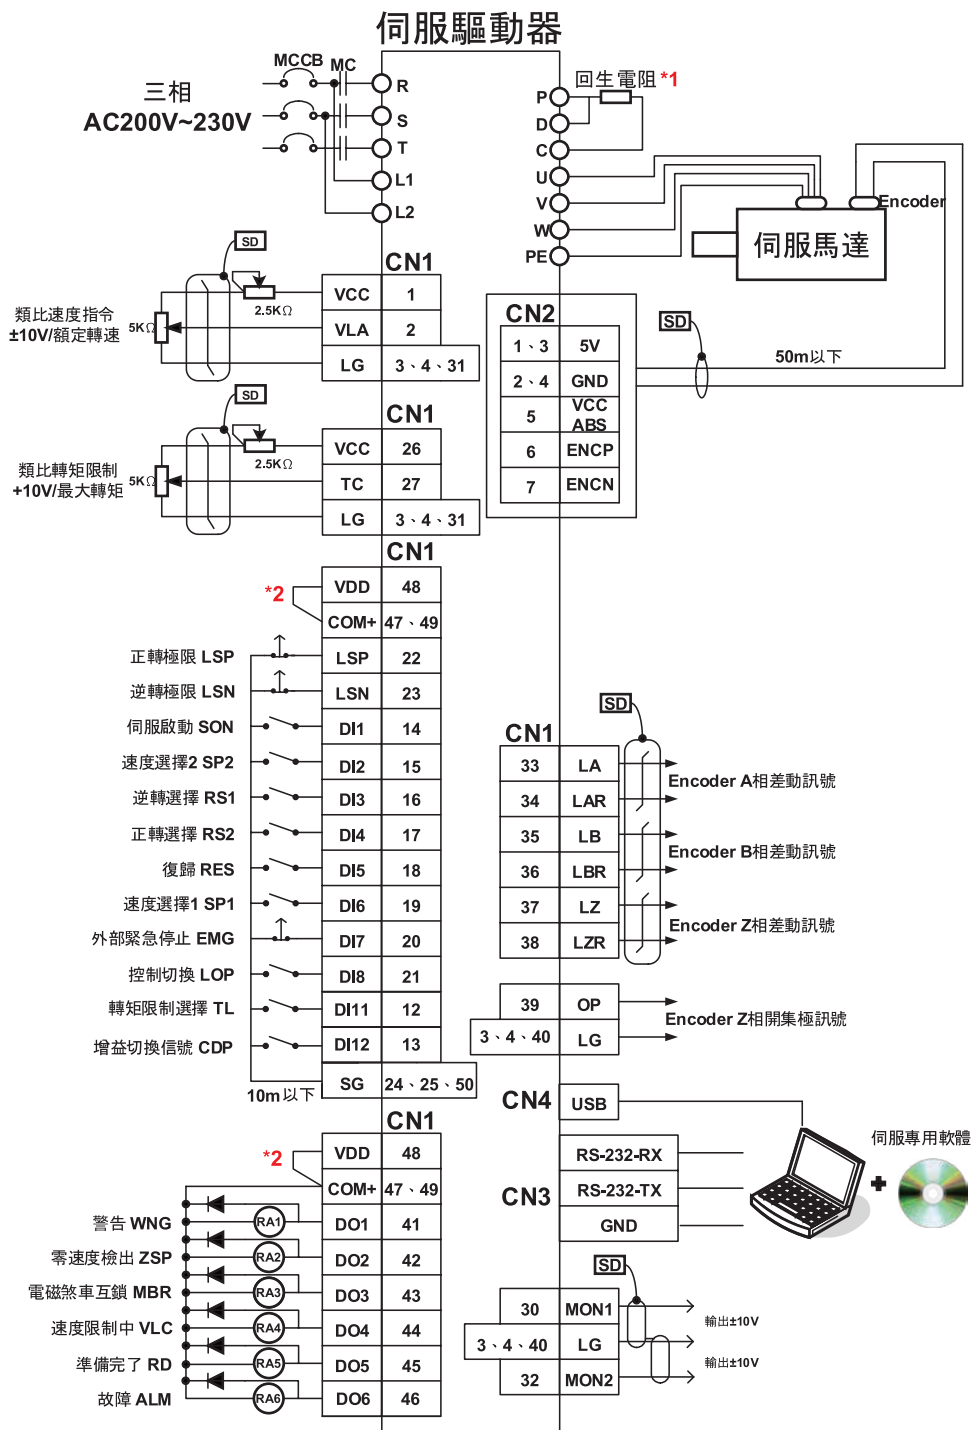 伺服驅動器
MCCB MC
三相
AC200V~230V
R
S
T
L1
L2
回生電阻 *1
P
D
C
U
V
W
PE
Encoder
伺服馬達
SD
CN1
類比速度指令
±10V/額定轉速
5KΩ
2.5KΩ
VCC 1
VLA 2
LG 3、4、31
SD
CN1
類比轉矩限制
+10V/最大轉矩
5KΩ
2.5KΩ
VCC 26
TC 27
LG 3、4、31
CN2
1、3 5V
2、4 GND
5 VCC ABS
6 ENCP
7 ENCN
SD
50m以下
CN1
*2
VDD 48
COM+ 47、49
正轉極限 LSP LSP 22
逆轉極限 LSN LSN 23
伺服啟動 SON DI1 14
速度選擇2 SP2 DI2 15
逆轉選擇 RS1 DI3 16
正轉選擇 RS2 DI4 17
復歸 RES DI5 18
速度選擇1 SP1 DI6 19
外部緊急停止 EMG DI7 20
控制切換 LOP DI8 21
轉矩限制選擇 TL DI11 12
增益切換信號 CDP DI12 13
10m以下 SG 24、25、50
SD
CN1
33 LA
34 LAR
Encoder A相差動訊號
35 LB
36 LBR
Encoder B相差動訊號
37 LZ
38 LZR
Encoder Z相差動訊號
39 OP
3、4、40 LG
Encoder Z相開集極訊號
CN4 USB
CN3
RS-232-RX
RS-232-TX
GND
伺服專用軟體
+
CN1
*2
VDD 48
COM+ 47、49
警告 WNG RA1 DO1 41
零速度檢出 ZSP RA2 DO2 42
電磁煞車互鎖 MBR RA3 DO3 43
速度限制中 VLC RA4 DO4 44
準備完了 RD RA5 DO5 45
故障 ALM RA6 DO6 46
SD
30 MON1
3、4、40 LG
32 MON2
輸出±10V
輸出±10V